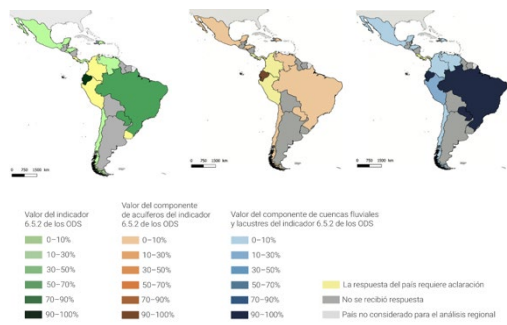 0 750 1500 km
0 750 1500 km
0 750 1500 km
Valor del indicador
6.5.2 de los ODS
0–10%
10–30%
30–50%
50–70%
70–90%
90–100%
Valor del componente
de acuíferos del indicador
6.5.2 de los ODS
0–10%
10–30%
30–50%
50–70%
70–90%
90–100%
Valor del componente de cuencas fluviales
y lacustres del indicador 6.5.2 de los ODS
0–10%
10–30%
30–50%
50–70%
70–90%
90–100%
La respuesta del país requiere aclaración
No se recibió respuesta
País no considerado para el análisis regional